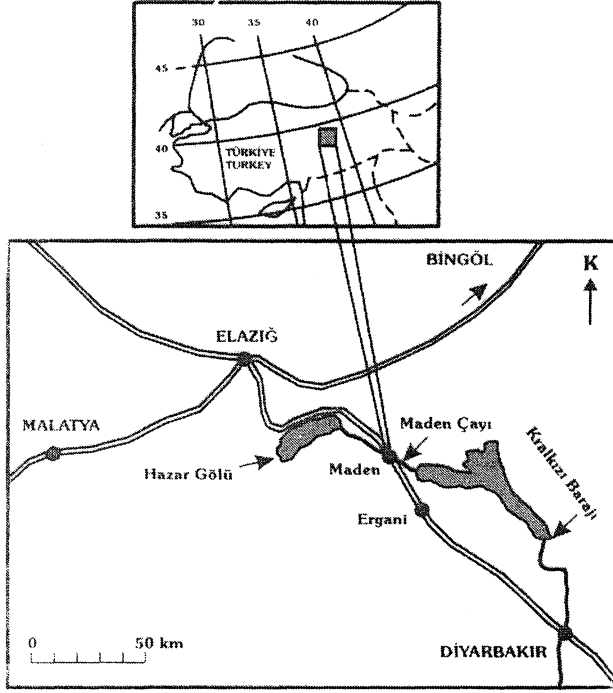 30 35 40
45
40
TÜRKİYE
TURKEY
35
BİNGÖL
K
ELAZIĞ
MALATYA
Maden Çayı
Kralkızı Barajı
Hazar Gölü
Maden
Ergani
0 50 km
DİYARBAKIR